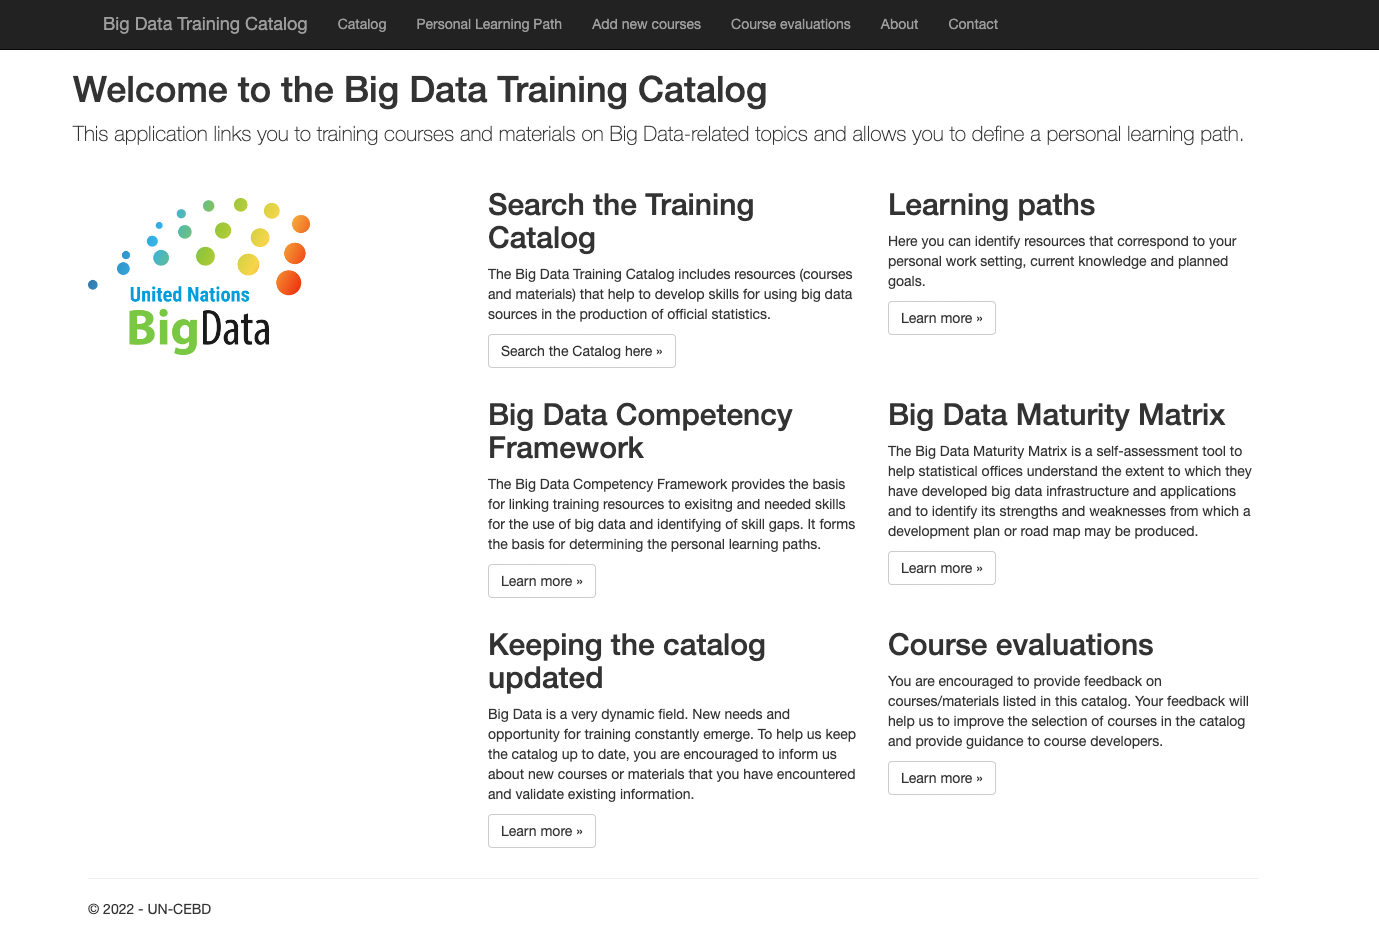 Big Data Training Catalog
Catalog
Personal Learning Path
Add new courses
Course evaluations
About
Contact
Welcome to the Big Data Training Catalog
This application links you to training courses and materials on Big Data-related topics and allows you to define a personal learning path.
United Nations
BigData
Search the Training
Catalog
The Big Data Training Catalog includes resources (courses
and materials) that help to develop skills for using big data
sources in the production of official statistics.
Search the Catalog here »
Learning paths
Here you can identify resources that correspond to your
personal work setting, current knowledge and planned
goals.
Learn more »
Big Data Competency
Framework
The Big Data Competency Framework provides the basis
for linking training resources to exisitng and needed skills
for the use of big data and identifying of skill gaps. It forms
the basis for determining the personal learning paths.
Learn more »
Big Data Maturity Matrix
The Big Data Maturity Matrix is a self-assessment tool to
help statistical offices understand the extent to which they
have developed big data infrastructure and applications
and to identify its strengths and weaknesses from which a
development plan or road map may be produced.
Learn more »
Keeping the catalog
updated
Big Data is a very dynamic field. New needs and
opportunity for training constantly emerge. To help us keep
the catalog up to date, you are encouraged to inform us
about new courses or materials that you have encountered
and validate existing information.
Learn more »
Course evaluations
You are encouraged to provide feedback on
courses/materials listed in this catalog. Your feedback will
help us to improve the selection of courses in the catalog
and provide guidance to course developers.
Learn more »
© 2022 - UN-CEBD